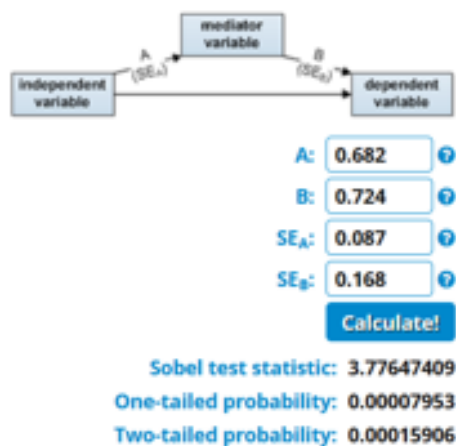 mediator
variable
A
(SEA)
B
(SEB)
independent
variable
dependent
variable
A: 0.682 ?
B: 0.724 ?
SEA: 0.087 ?
SEB: 0.168 ?
Calculate!
Sobel test statistic: 3.77647409
One-tailed probability: 0.00007953
Two-tailed probability: 0.00015906